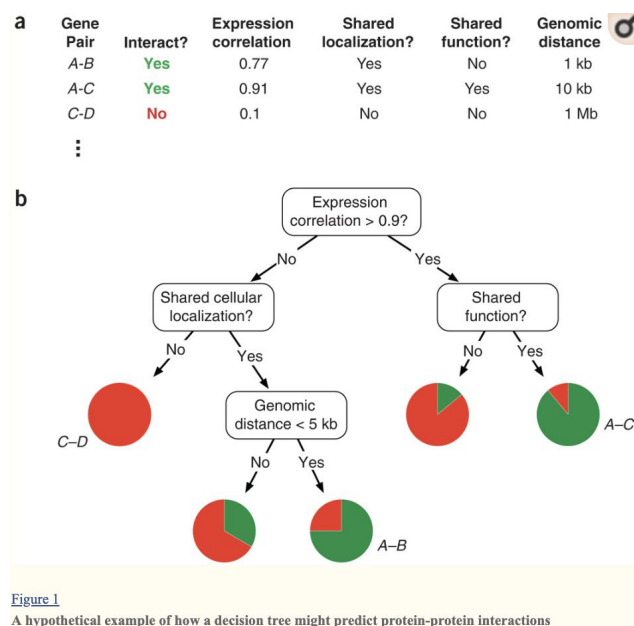 a
Gene Pair Interact? Expression correlation Shared localization? Shared function? Genomic distance
A-B Yes 0.77 Yes No 1 kb
A-C Yes 0.91 Yes Yes 10 kb
C-D No 0.1 No No 1 Mb
b
Expression
correlation > 0.9?
No Yes
Shared cellular
localization?
Shared
function?
No Yes
No Yes
C–D
Genomic
distance < 5 kb
A–C
No Yes
A–B
Figure 1
A hypothetical example of how a decision tree might predict protein-protein interactions